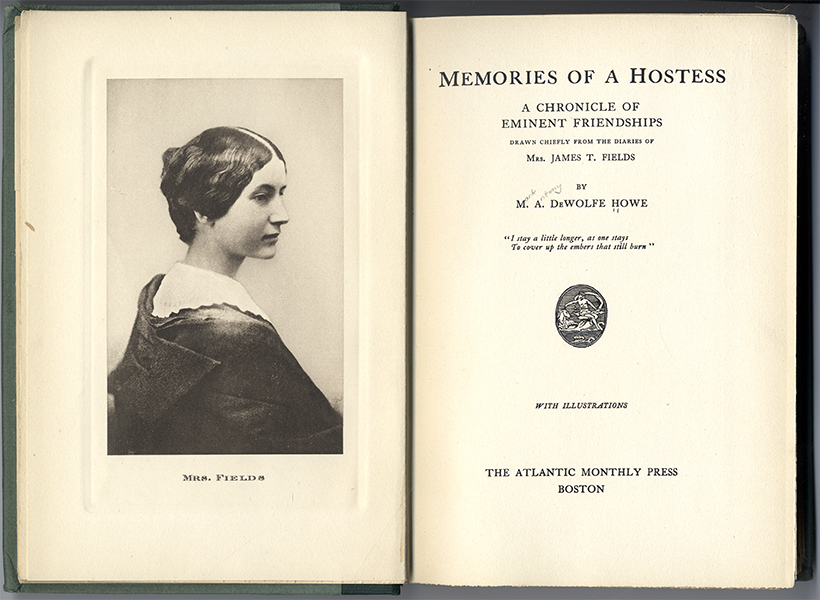 MRS. FIELDS
MEMORIES OF A HOSTESS
A CHRONICLE OF
EMINENT FRIENDSHIPS
DRAWN CHIEFLY FROM THE DIARIES OF
MRS. JAMES T. FIELDS
BY
M. A. DEWOLFE HOWE
"I stay a little longer, as one stays
To cover up the embers that still burn"
WITH ILLUSTRATIONS
THE ATLANTIC MONTHLY PRESS
BOSTON